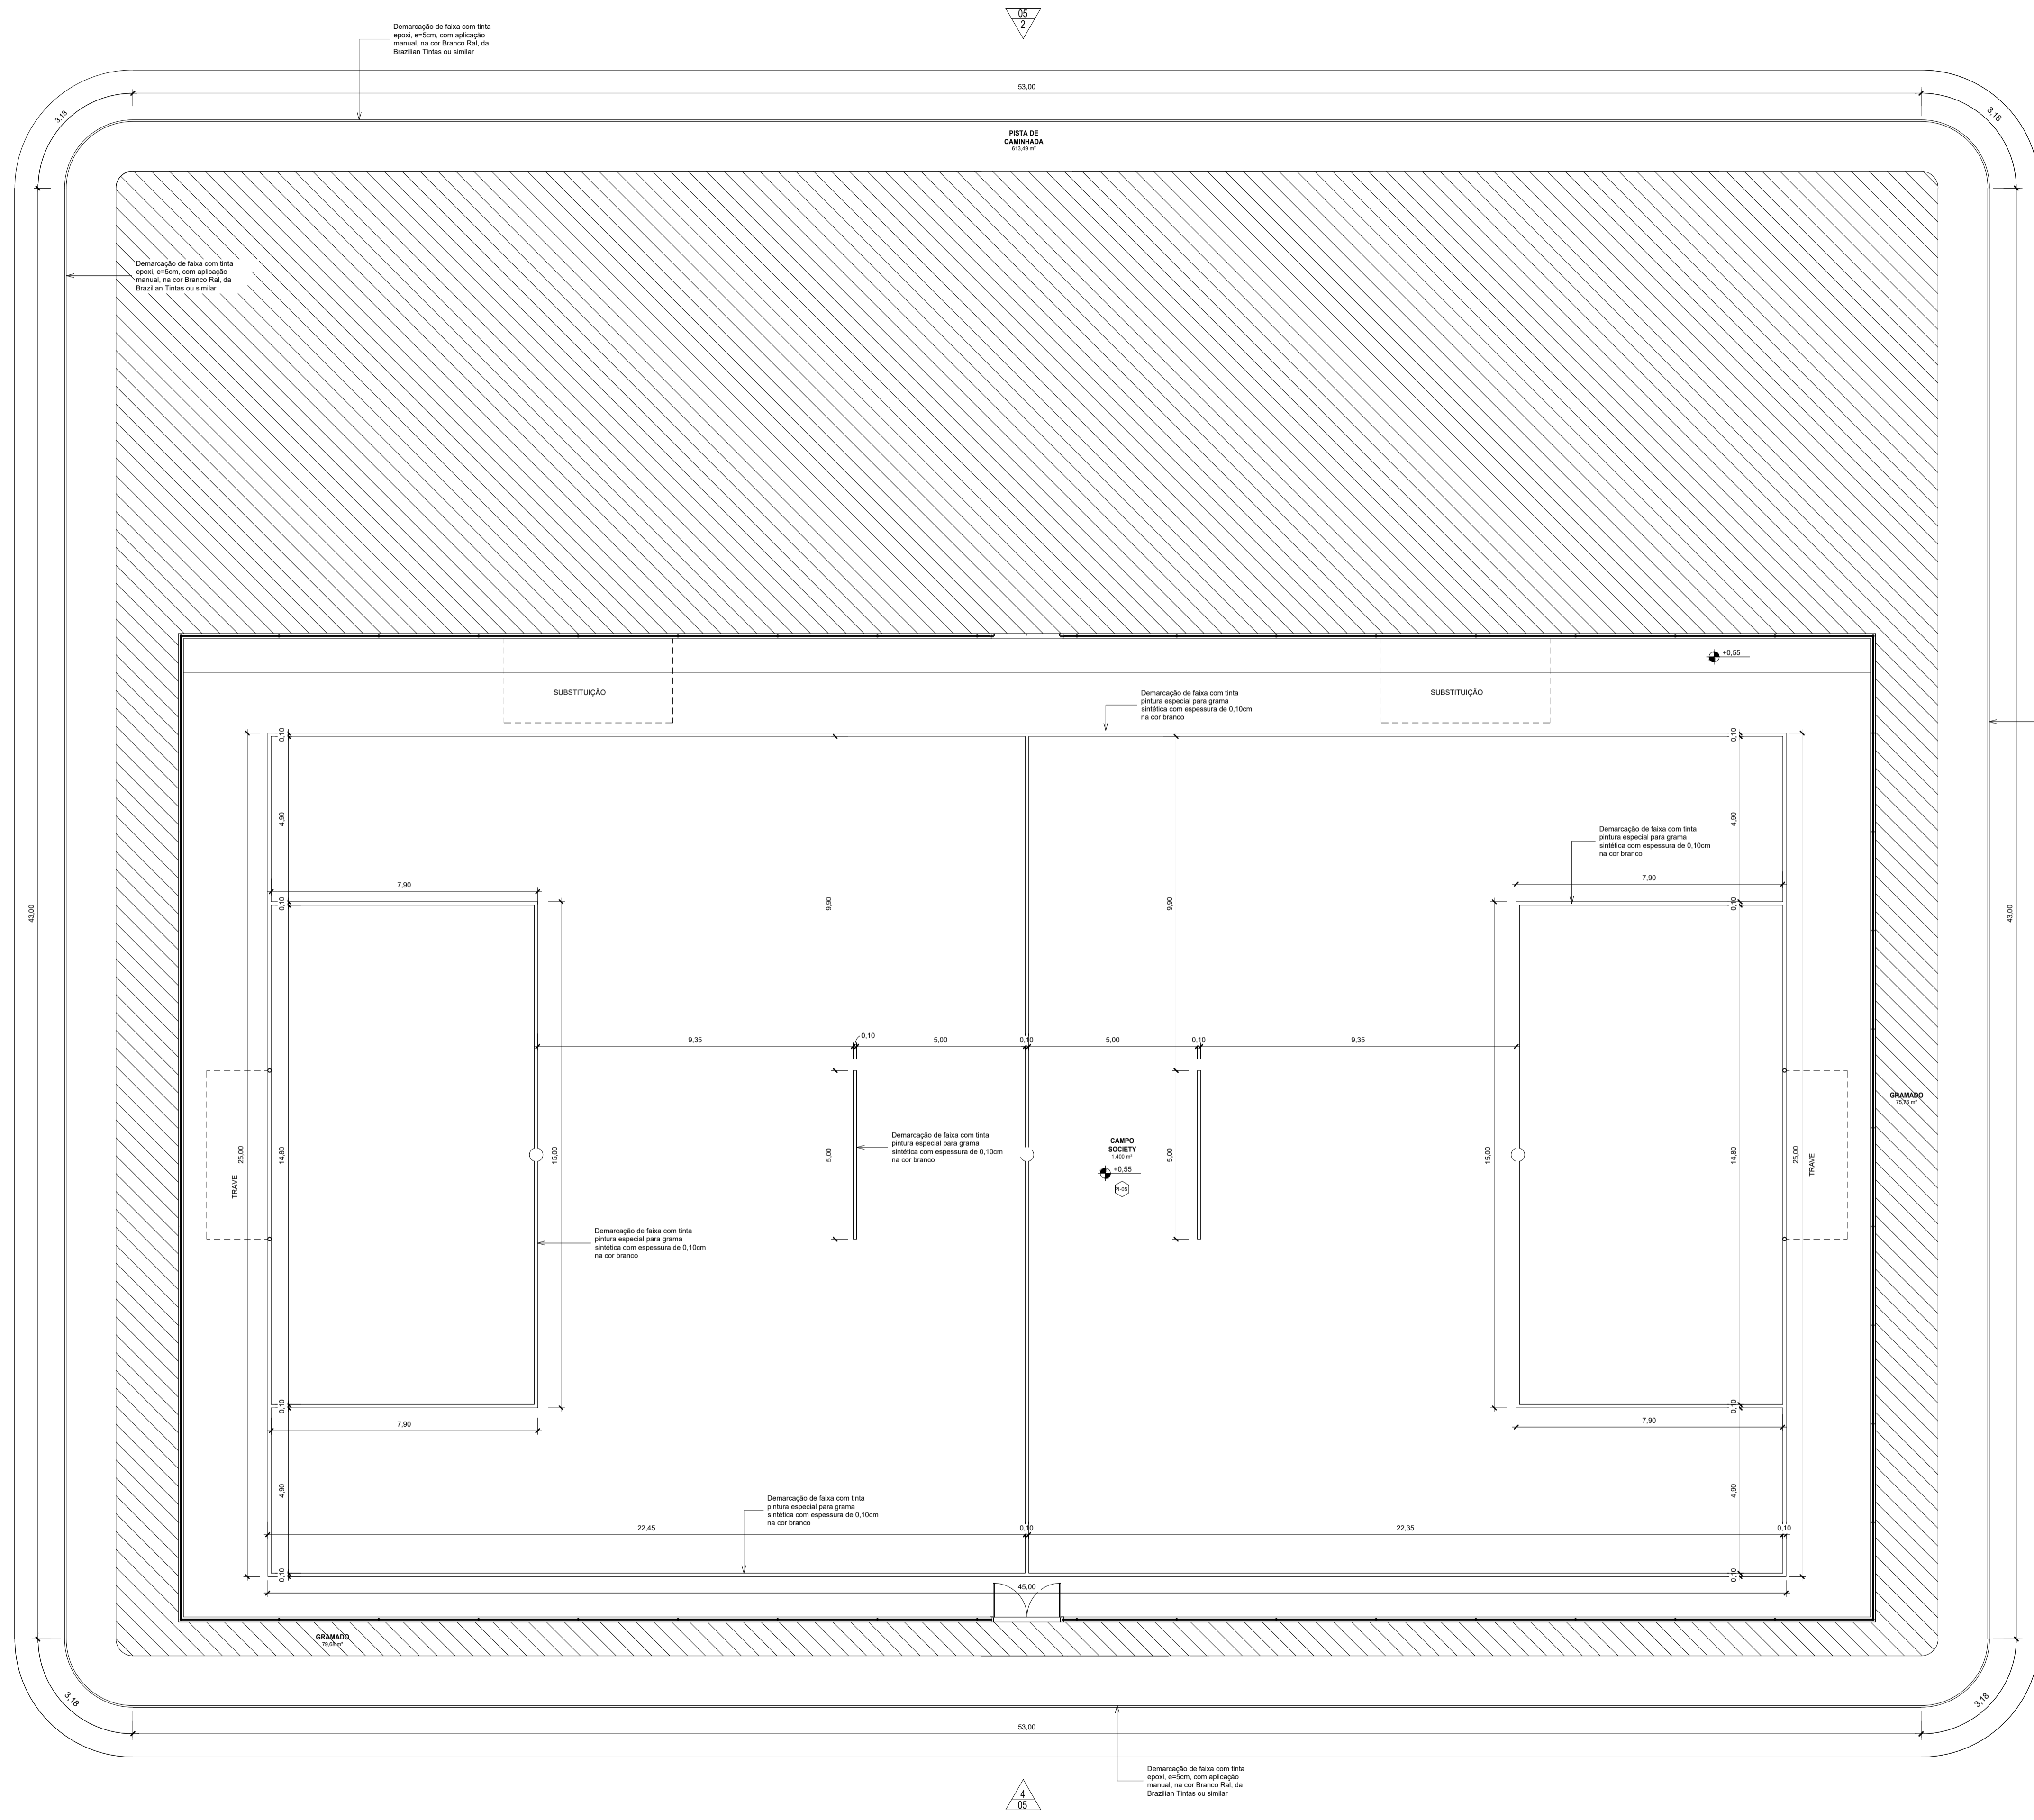 05
2
Demarcação de faixa com tinta
epoxi, e=5cm, com aplicação
manual, na cor Branco Ral, da
Brazilian Tintas ou similar
53,00
3,18
3,18
PISTA DE
CAMINHADA
613,49 m²
Demarcação de faixa com tinta
epoxi, e=5cm, com aplicação
manual, na cor Branco Ral, da
Brazilian Tintas ou similar
+0,55
SUBSTITUIÇÃO
SUBSTITUIÇÃO
Demarcação de faixa com tinta
pintura especial para grama
sintética com espessura de 0,10cm
na cor branco
0,10
0,10
4,90
4,90
Demarcação de faixa com tinta
pintura especial para grama
sintética com espessura de 0,10cm
na cor branco
7,90
7,90
0,10
9,90
9,90
0,10
43,00
43,00
9,35
0,10
5,00
0,10
5,00
0,10
9,35
GRAMADO
75,78 m²
Demarcação de faixa com tinta
pintura especial para grama
sintética com espessura de 0,10cm
na cor branco
CAMPO
SOCIETY
1.400 m²
+0,55
PI-05
TRAVE
25,00
14,80
15,00
5,00
5,00
15,00
14,80
25,00
TRAVE
Demarcação de faixa com tinta
pintura especial para grama
sintética com espessura de 0,10cm
na cor branco
0,10
0,10
7,90
7,90
4,90
4,90
Demarcação de faixa com tinta
pintura especial para grama
sintética com espessura de 0,10cm
na cor branco
22,45
0,10
22,35
0,10
0,10
0,10
45,00
GRAMADO
79,68 m²
3,18
3,18
53,00
Demarcação de faixa com tinta
epoxi, e=5cm, com aplicação
manual, na cor Branco Ral, da
Brazilian Tintas ou similar
4
05